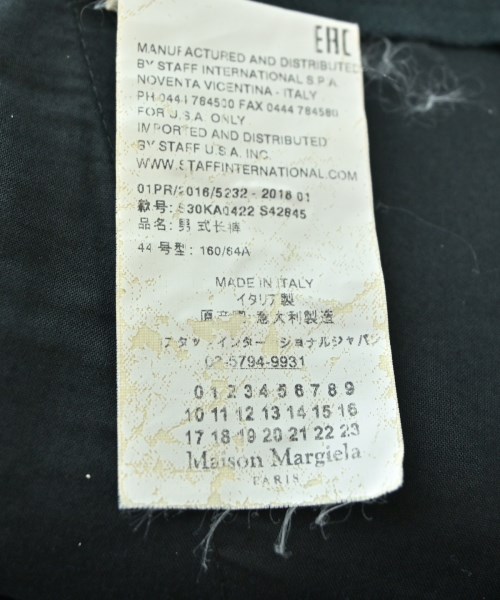 EAC
MANUFACTURED AND DISTRIBUTED
BY STAFF INTERNATIONAL S.P.A.
NOVENTA VICENTINA - ITALY
PH 0444 784500 FAX 0444 784580
FOR U.S.A. ONLY
IMPORTED AND DISTRIBUTED
BY STAFF U.S.A. INC.
WWW.STAFFINTERNATIONAL.COM
01PR/2016/5232 - 2016 01
款号: S30KA0422 S42845
品名: 男式长裤
44 号型: 160/64A
MADE IN ITALY
イタリア製
原産國:意大利製造
スタッフインターナショナルジャパン
03-5794-9931
0 1 2 3 4 5 6 7 8 9
10 11 12 13 14 15 16
17 18 19 20 21 22 23
Maison Margiela
PARIS